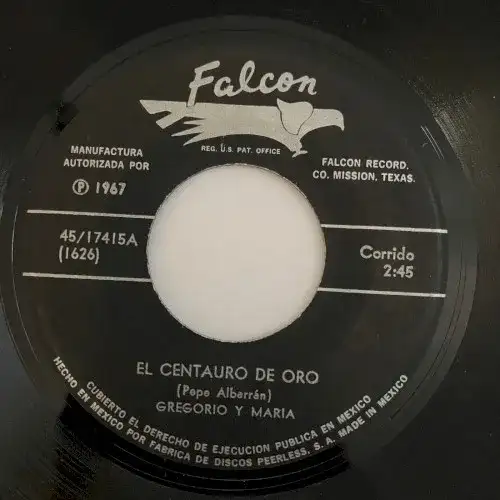 Falcon
REG. U.S. PAT. OFFICE
MANUFACTURA
AUTORIZADA POR
Ⓟ 1967
FALCON RECORD.
CO. MISSION, TEXAS.
45/17415A
(1626)
Corrido
2:45
EL CENTAURO DE ORO
(Pepe Albarrán)
GREGORIO Y MARIA
CUBIERTO EL DERECHO DE EJECUCION PUBLICA EN MEXICO
HECHO EN MEXICO POR FABRICA DE DISCOS PEERLESS, S. A. MADE IN MEXICO